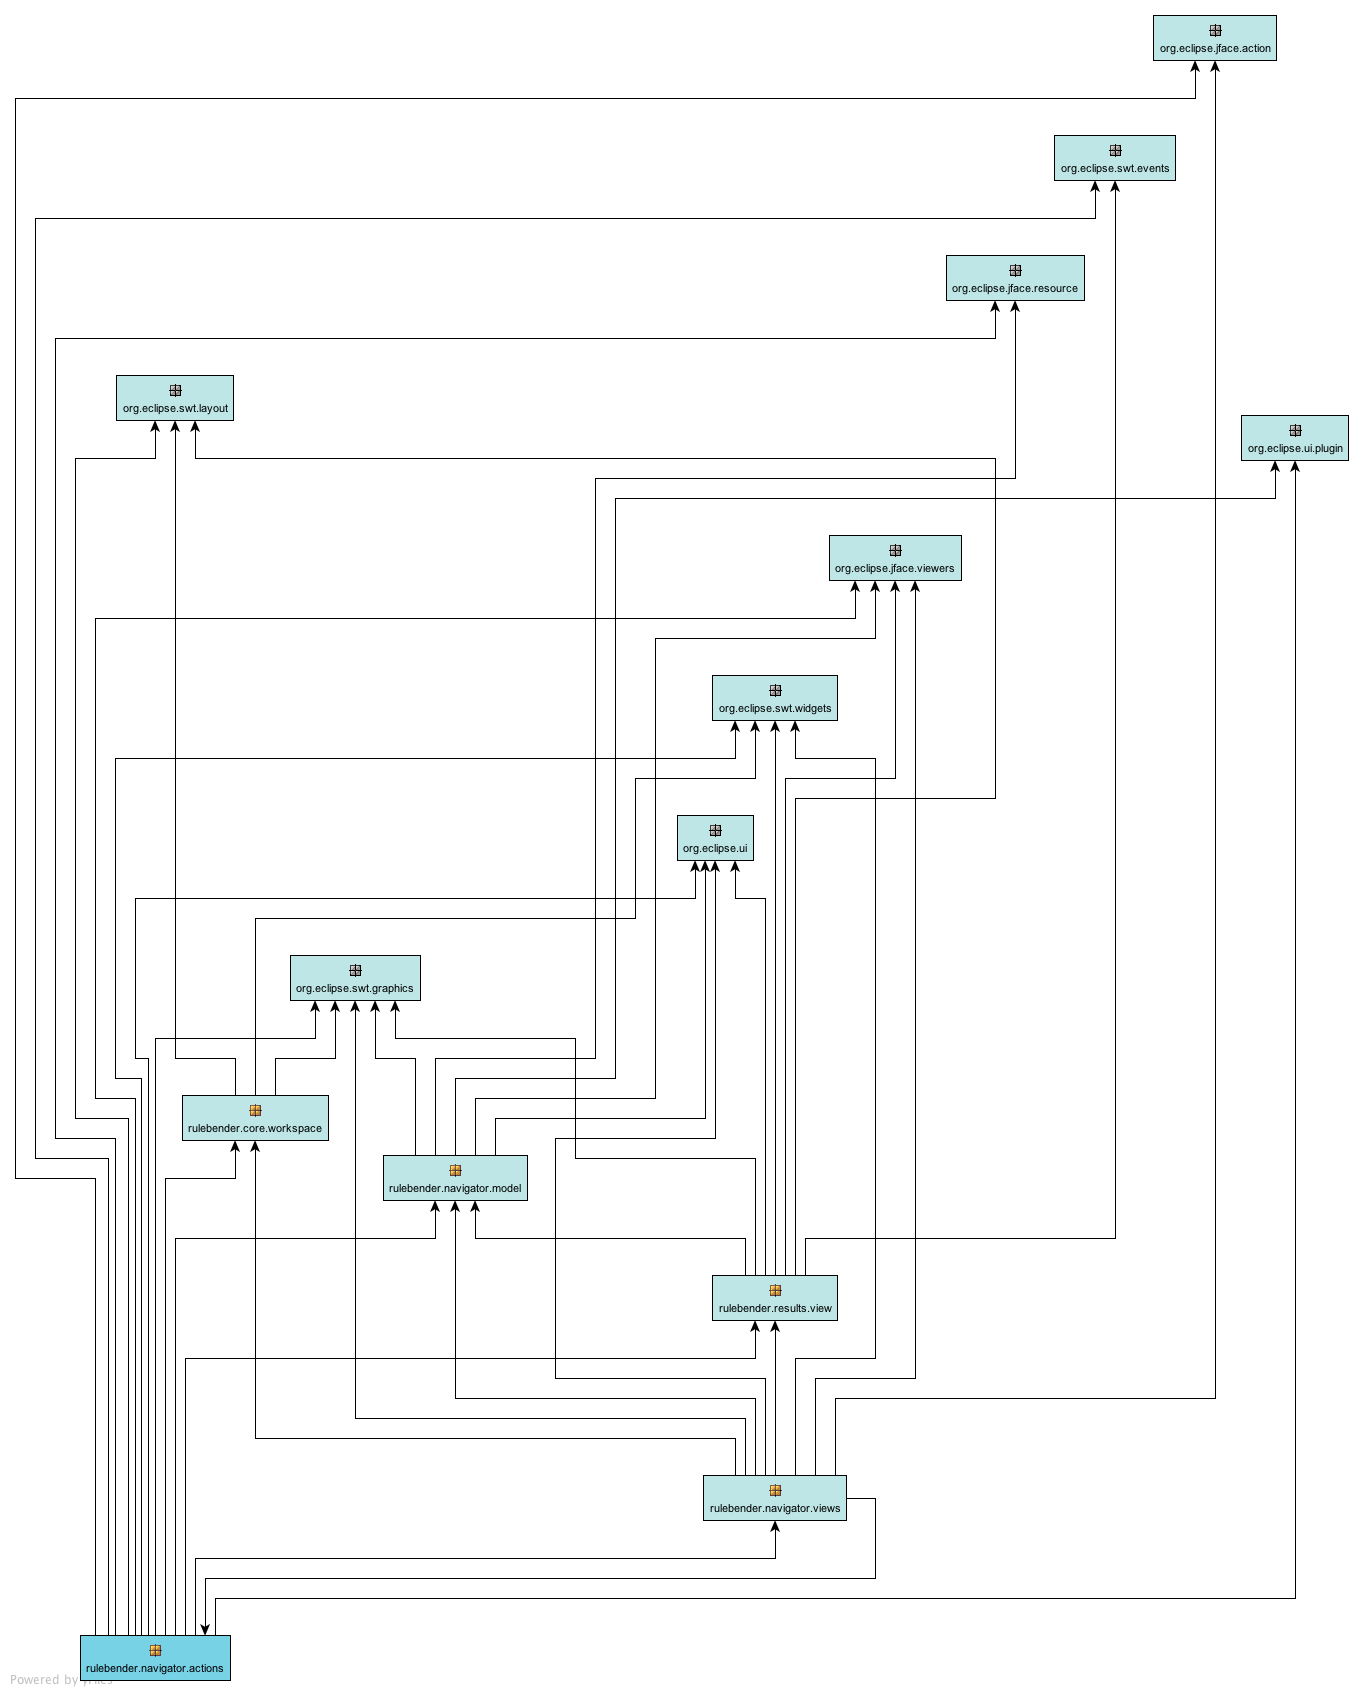 org.eclipse.jface.action
org.eclipse.swt.events
org.eclipse.jface.resource
org.eclipse.swt.layout
org.eclipse.ui.plugin
org.eclipse.jface.viewers
org.eclipse.swt.widgets
org.eclipse.ui
org.eclipse.swt.graphics
rulebender.core.workspace
rulebender.navigator.model
rulebender.results.view
rulebender.navigator.views
rulebender.navigator.actions
Powered by